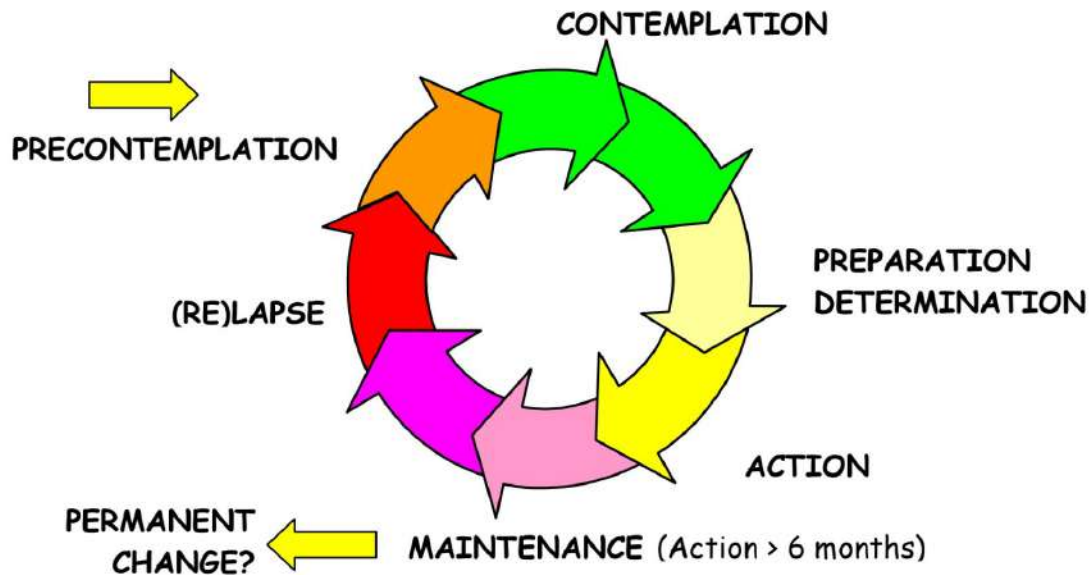 CONTEMPLATION
PRECONTEMPLATION
PREPARATION
DETERMINATION
(RE)LAPSE
ACTION
PERMANENT
CHANGE?
MAINTENANCE (Action > 6 months)